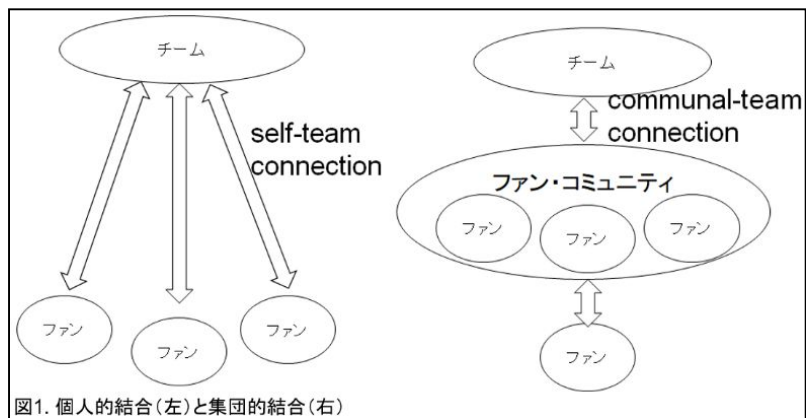 チーム
self-team
connection
ファン
ファン
ファン
チーム
communal-team
connection
ファン・コミュニティ
ファン
ファン
ファン
ファン
図1. 個人的結合(左)と集団的結合(右)